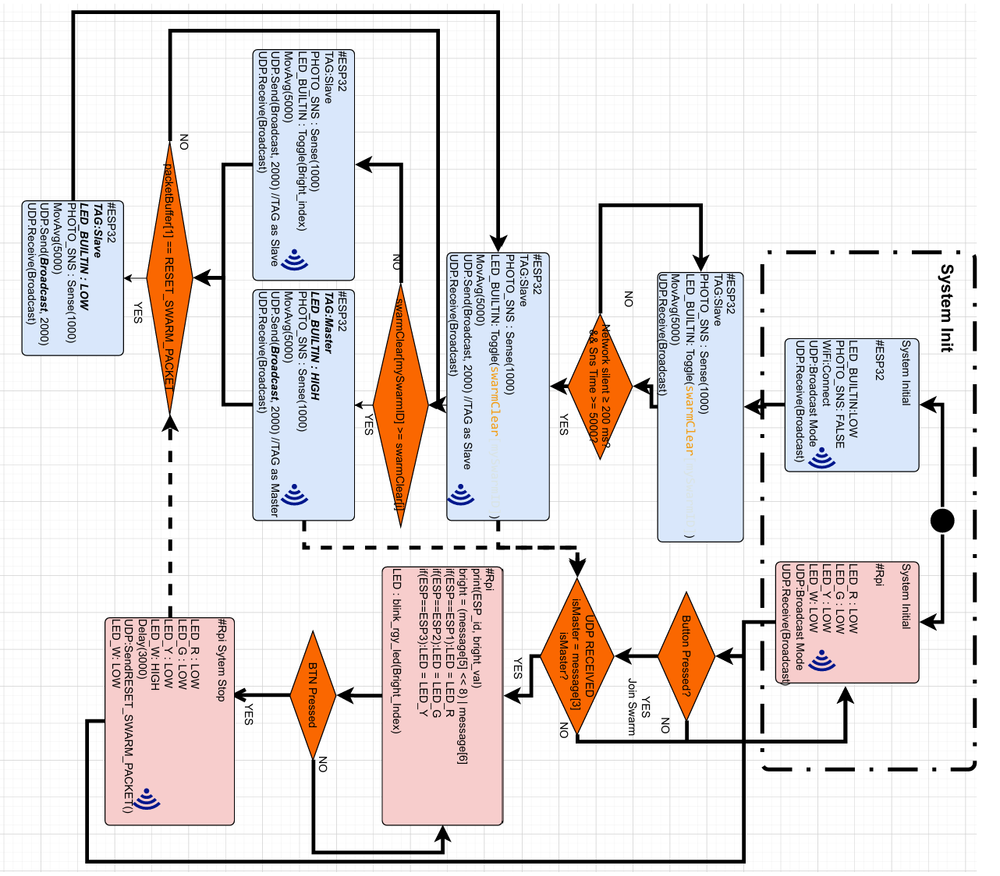 System Init
System Initial
#ESP32
LED_BUILTIN:LOW
PHOTO_SNS: FALSE
WiFi:Connect
UDP:Broadcast Mode
UDP.Receive(Broadcast)
System Initial
#Rpi
LED_R : LOW
LED_G : LOW
LED_Y : LOW
LED_W: LOW
UDP:Broadcast Mode
UDP.Receive(Broadcast)
#ESP32
TAG:Slave
PHOTO_SNS : Sense(1000)
LED_BUILTIN: Toggle(swarmClear[mySwarmID])
MovAvg(5000)
UDP.Receive(Broadcast)
Button Pressed?
NO
YES
Join Swarm
Network silent ≥ 200 ms?
&& Sns Time >= 5000?
NO
YES
UDP RECEIVED
isMaster = message[3]
isMaster?
NO
YES
#ESP32
TAG:Slave
PHOTO_SNS : Sense(1000)
LED_BUILTIN: Toggle(swarmClear[mySwarmID])
MovAvg(5000)
UDP.Send(Broadcast, 2000) //TAG as Slave
UDP.Receive(Broadcast)
#Rpi
print(ESP_id, bright_val)
bright = (message[5] << 8) | message[6]
if(ESP==ESP1):LED = LED_R
if(ESP==ESP2):LED = LED_G
if(ESP==ESP3):LED = LED_Y
LED : blink_rgy_led(Bright_Index)
swarmClear[mySwarmID] >= swarmClear[i]
NO
YES
#ESP32
TAG:Slave
PHOTO_SNS : Sense(1000)
LED_BUILTIN : Toggle(Bright_index)
MovAvg(5000)
UDP.Send(Broadcast, 2000) //TAG as Slave
UDP.Receive(Broadcast)
#ESP32
TAG:Master
LED_BUILTIN : HIGH
PHOTO_SNS : Sense(1000)
MovAvg(5000)
UDP.Send(Broadcast, 2000) //TAG as Master
UDP.Receive(Broadcast)
BTN Pressed
NO
YES
packetBuffer[1] == RESET_SWARM_PACKET
NO
YES
#Rpi Sytem Stop
LED_R : LOW
LED_G : LOW
LED_Y : LOW
LED_W: HIGH
Delay(3000)
UDP:SendRESET_SWARM_PACKET()
LED_W: LOW
#ESP32
TAG:Slave
LED_BUILTIN : LOW
PHOTO_SNS : Sense(1000)
MovAvg(5000)
UDP.Send(Broadcast, 2000)
UDP.Receive(Broadcast)